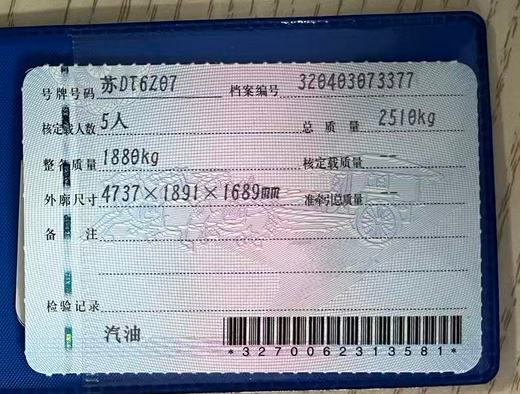 号牌号码 苏DT6Z07 档案编号 320403073377
核定载人数 5人 总质量 2510kg
整备质量 1880kg 核定载质量 --
外廓尺寸 4737×1891×1689mm 准牵引总质量 --
备注
检验记录
汽油
*3270062313581*